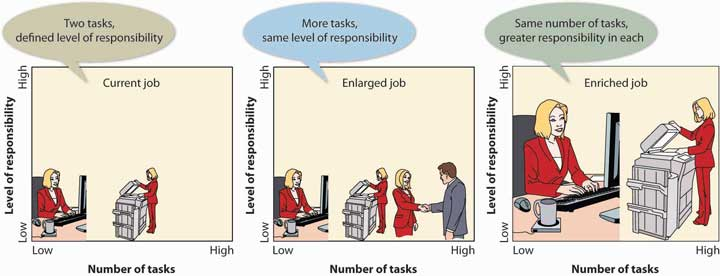 Two tasks,
defined level of responsibility
More tasks,
same level of responsibility
Same number of tasks,
greater responsibility in each
Current job
Enlarged job
Enriched job
High
Level of responsibility
Low
Low
High
Number of tasks
High
Level of responsibility
Low
Low
High
Number of tasks
High
Level of responsibility
Low
Low
High
Number of tasks